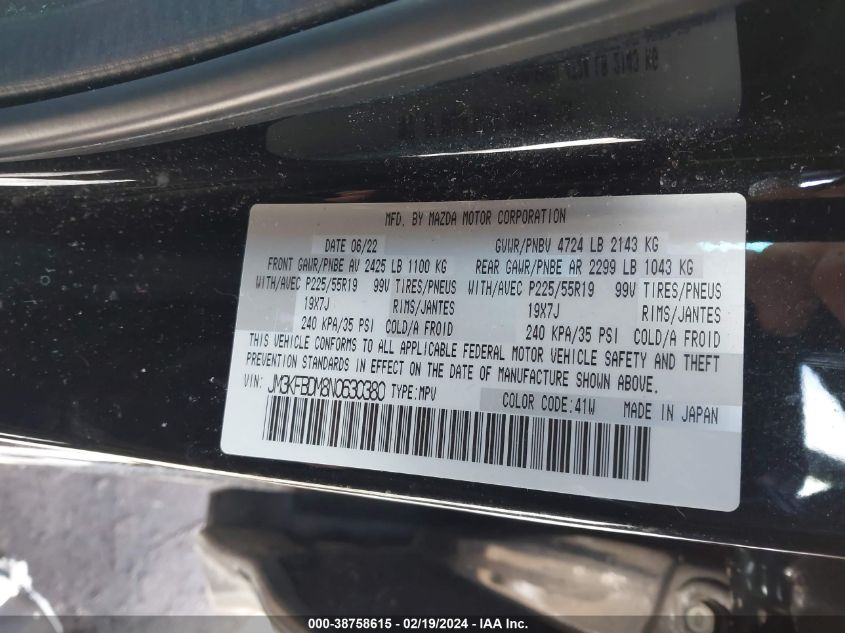 MFD. BY MAZDA MOTOR CORPORATION
DATE 06/22 GVWR/PNBV 4724 LB 2143 KG
FRONT GAWR/PNBE AV 2425 LB 1100 KG REAR GAWR/PNBE AR 2299 LB 1043 KG
WITH/AVEC P225/55R19 99V TIRES/PNEUS WITH/AVEC P225/55R19 99V TIRES/PNEUS
19X7J RIMS/JANTES 19X7J RIMS/JANTES
240 KPA/35 PSI COLD/A FROID 240 KPA/35 PSI COLD/A FROID
THIS VEHICLE CONFORMS TO ALL APPLICABLE FEDERAL MOTOR VEHICLE SAFETY AND THEFT
PREVENTION STANDARDS IN EFFECT ON THE DATE OF MANUFACTURE SHOWN ABOVE.
VIN: JM3KFBDM8N0630380 TYPE:MPV COLOR CODE:41W MADE IN JAPAN
000-38758615 - 02/19/2024 - IAA Inc.